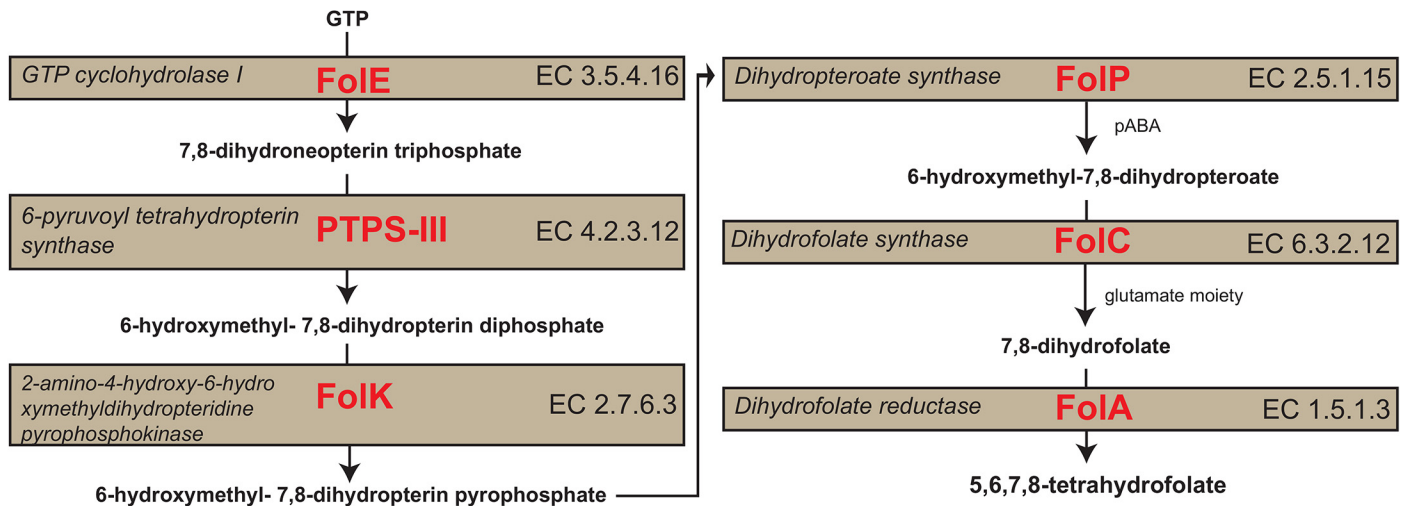 GTP
GTP cyclohydrolase I FolE EC 3.5.4.16
7,8-dihydroneopterin triphosphate
6-pyruvoyl tetrahydropterin
synthase
PTPS-III EC 4.2.3.12
6-hydroxymethyl- 7,8-dihydropterin diphosphate
2-amino-4-hydroxy-6-hydro
xymethyldihydropteridine
pyrophosphokinase
FolK EC 2.7.6.3
6-hydroxymethyl- 7,8-dihydropterin pyrophosphate
Dihydropteroate synthase FolP EC 2.5.1.15
pABA
6-hydroxymethyl-7,8-dihydropteroate
Dihydrofolate synthase FolC EC 6.3.2.12
glutamate moiety
7,8-dihydrofolate
Dihydrofolate reductase FolA EC 1.5.1.3
5,6,7,8-tetrahydrofolate